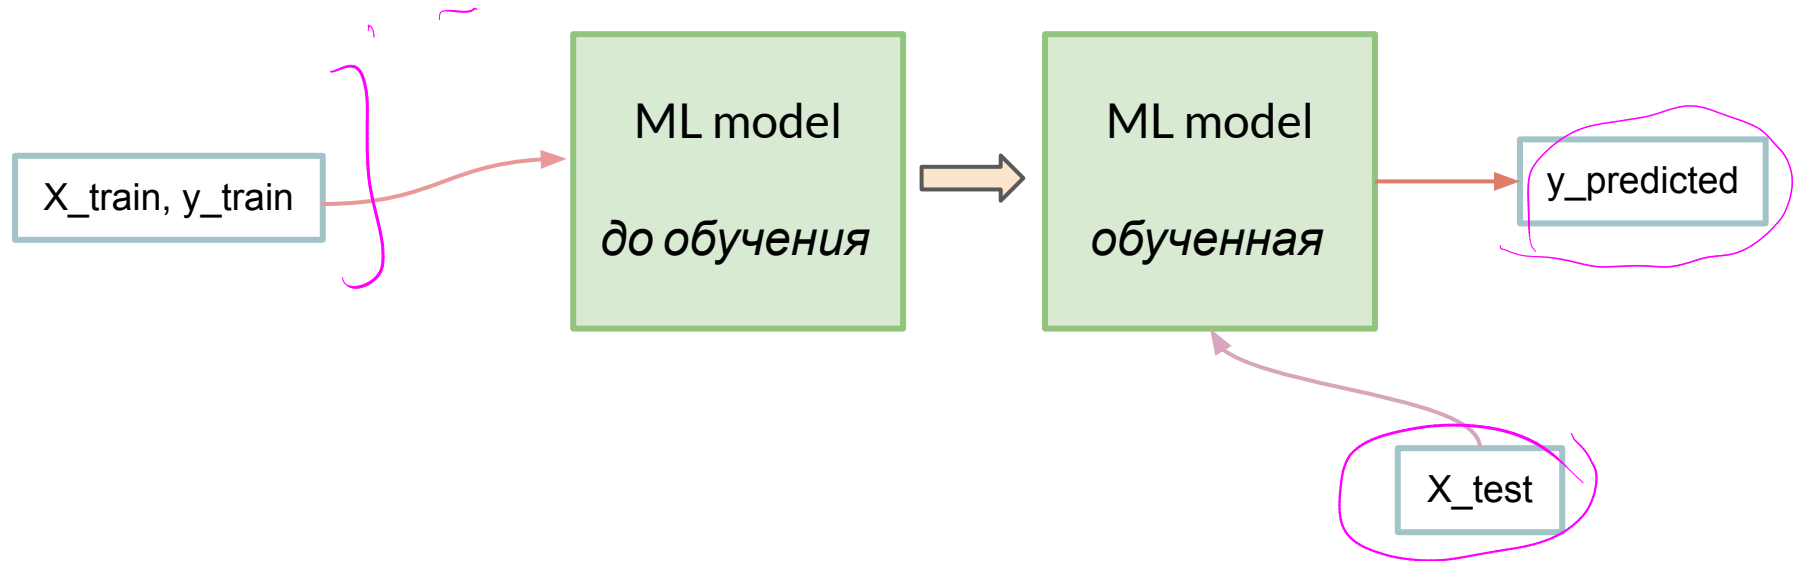 X_train, y_train
ML model
до обучения
ML model
обученная
y_predicted
X_test